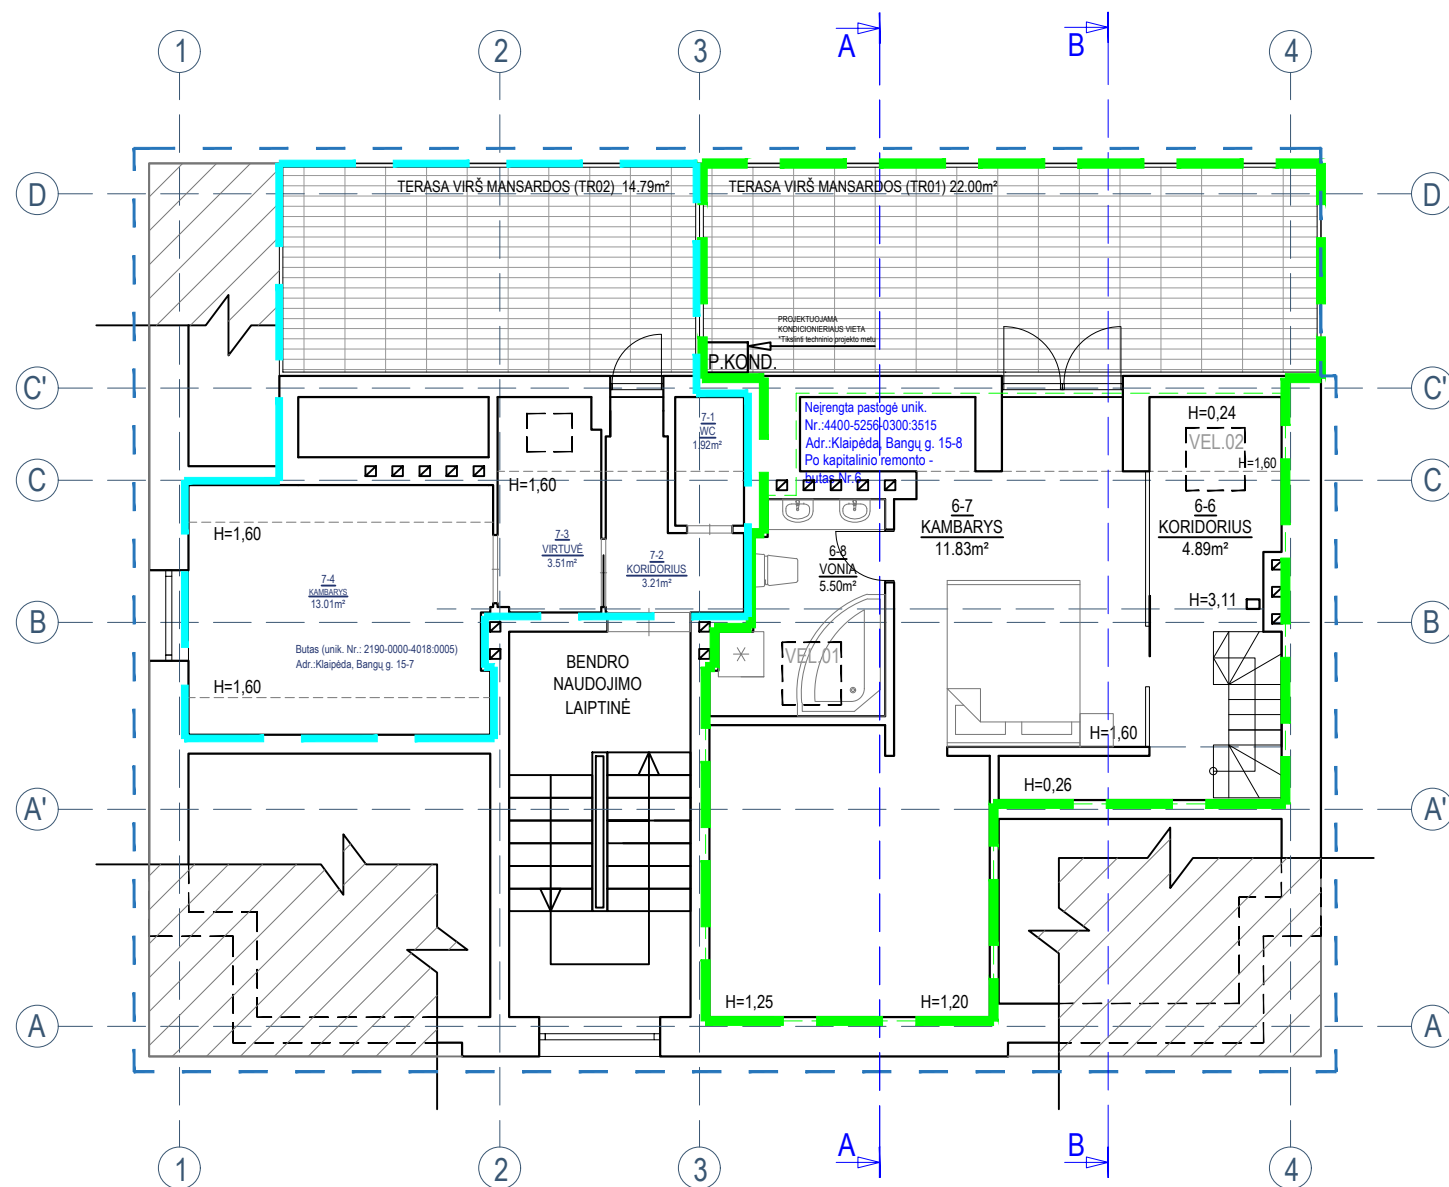 1
2
3
A
B
4
D
TERASA VIRŠ MANSARDOS (TR02) 14.79m²
TERASA VIRŠ MANSARDOS (TR01) 22.00m²
D
PROJEKTUOJAMA
KONDICIONIERIAUS VIETA
*Tikslinti techninio projekto metu
P.KOND.
C'
C'
7-1
WC
1.92m²
Neįrengta pastogė unik.
Nr.:4400-5256-0300:3515
Adr.:Klaipėda, Bangų g. 15-8
Po kapitalinio remonto -
butas Nr.6
H=0,24
VEL.02
H=1,60
C
C
H=1,60
H=1,60
7-3
VIRTUVĖ
3.51m²
7-2
KORIDORIUS
3.21m²
6-8
VONIA
5.50m²
6-7
KAMBARYS
11.83m²
6-6
KORIDORIUS
4.89m²
7-4
KAMBARYS
13.01m²
H=3,11
B
B
Butas (unik. Nr.: 2190-0000-4018:0005)
Adr.:Klaipėda, Bangų g. 15-7
BENDRO
NAUDOJIMO
LAIPTINĖ
VEL.01
H=1,60
H=1,60
H=0,26
A'
A'
H=1,25
H=1,20
A
A
1
2
3
A
B
4